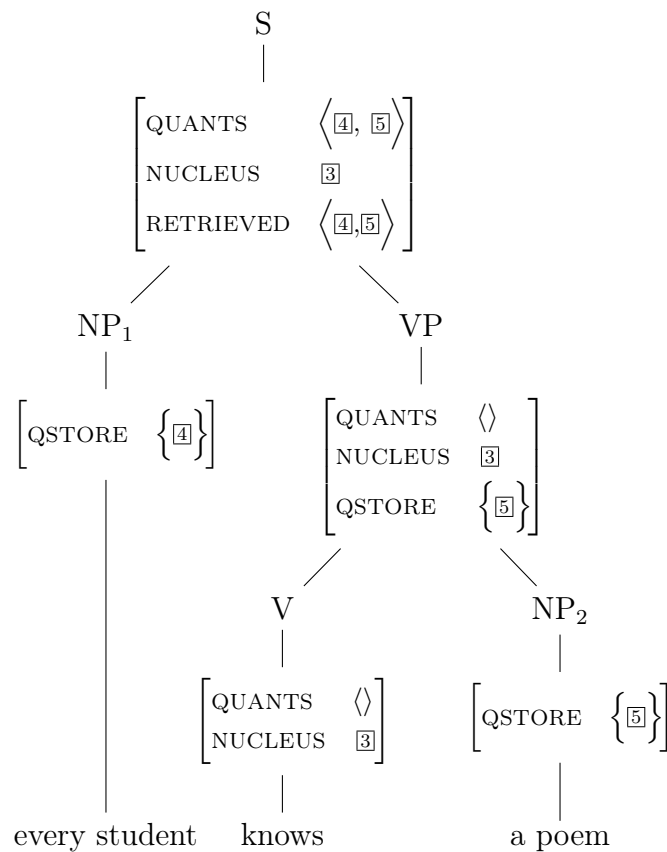 S
QUANTS ⟨4, 5⟩
NUCLEUS 3
RETRIEVED ⟨4,5⟩
NP₁ VP
QSTORE {4}
QUANTS ⟨⟩
NUCLEUS 3
QSTORE {5}
V NP₂
QUANTS ⟨⟩
NUCLEUS 3
QSTORE {5}
every student knows a poem